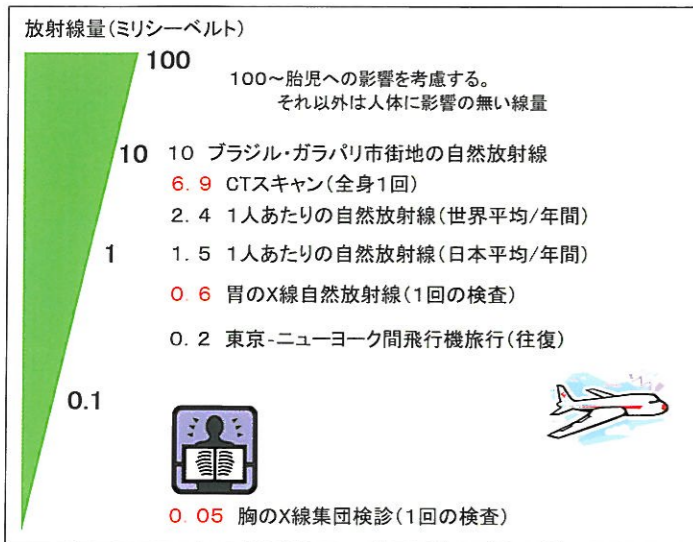 放射線量(ミリシーベルト)
100
100～胎児への影響を考慮する。
それ以外は人体に影響の無い線量
10 10 ブラジル・ガラパリ市街地の自然放射線
6.9 CTスキャン(全身1回)
2.4 1人あたりの自然放射線(世界平均/年間)
1 1.5 1人あたりの自然放射線(日本平均/年間)
0.6 胃のX線自然放射線(1回の検査)
0.2 東京-ニューヨーク間飛行機旅行(往復)
0.1
0.05 胸のX線集団検診(1回の検査)